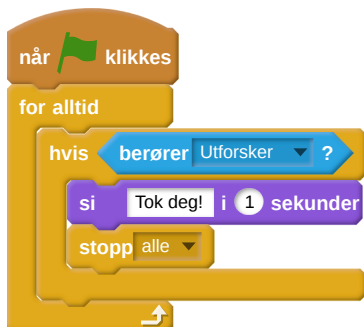 når klikkes
for alltid
hvis berører Utforsker ?
si Tok deg! i 1 sekunder
stopp alle